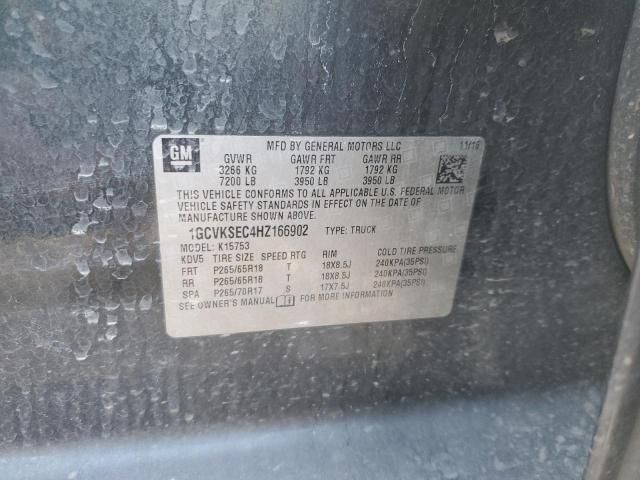 GM
MFD BY GENERAL MOTORS LLC 11/16
GVWR GAWR FRT GAWR RR
3266 KG 1792 KG 1792 KG
7200 LB 3950 LB 3950 LB
THIS VEHICLE CONFORMS TO ALL APPLICABLE U.S. FEDERAL MOTOR
VEHICLE SAFETY STANDARDS IN EFFECT ON THE DATE OF
MANUFACTURE SHOWN ABOVE.
1GCVKSEC4HZ166902 TYPE: TRUCK
MODEL: K15753
KDV5 TIRE SIZE SPEED RTG RIM COLD TIRE PRESSURE
FRT P265/65R18 T 18X8.5J 240KPA(35PSI)
RR P265/65R18 T 18X8.5J 240KPA(35PSI)
SPA P265/70R17 S 17X7.5J 240KPA(35PSI)
SEE OWNER'S MANUAL FOR MORE INFORMATION